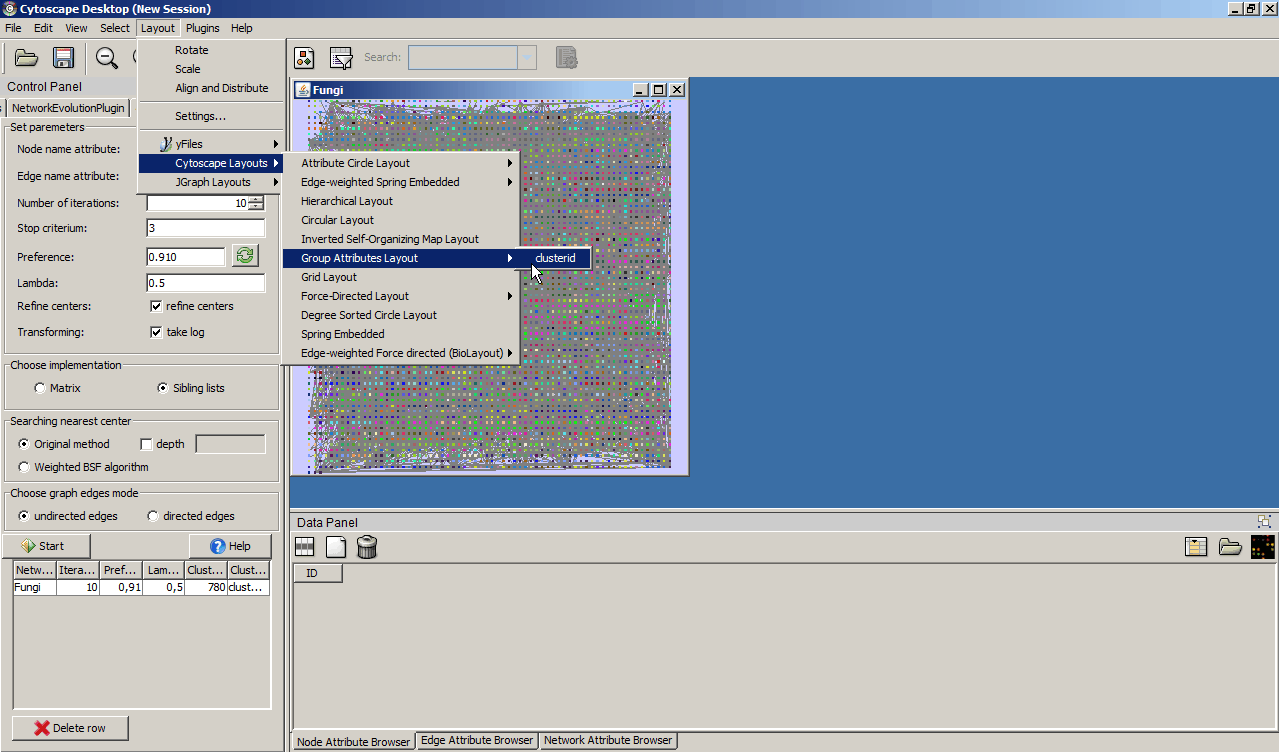 Cytoscape Desktop (New Session)
File Edit View Select Layout Plugins Help
Search:
Rotate
Scale
Align and Distribute
Settings...
yFiles
Cytoscape Layouts
JGraph Layouts
Attribute Circle Layout
Edge-weighted Spring Embedded
Hierarchical Layout
Circular Layout
Inverted Self-Organizing Map Layout
Group Attributes Layout
clusterid
Grid Layout
Force-Directed Layout
Degree Sorted Circle Layout
Spring Embedded
Edge-weighted Force directed (BioLayout)
Control Panel
s NetworkEvolutionPlugin
Set paremeters
Node name attribute:
Edge name attribute:
Number of iterations: 10
Stop criterium: 3
Preference: 0.910
Lambda: 0.5
Refine centers: refine centers
Transforming: take log
Choose implementation
Matrix Sibling lists
Searching nearest center
Original method depth
Weighted BSF algorithm
Choose graph edges mode
undirected edges directed edges
Start Help
Netw... Itera... Pref... Lam... Clust... Clust...
Fungi 10 0,91 0,5 780 clust...
Delete row
Fungi
Data Panel
ID
Node Attribute Browser Edge Attribute Browser Network Attribute Browser